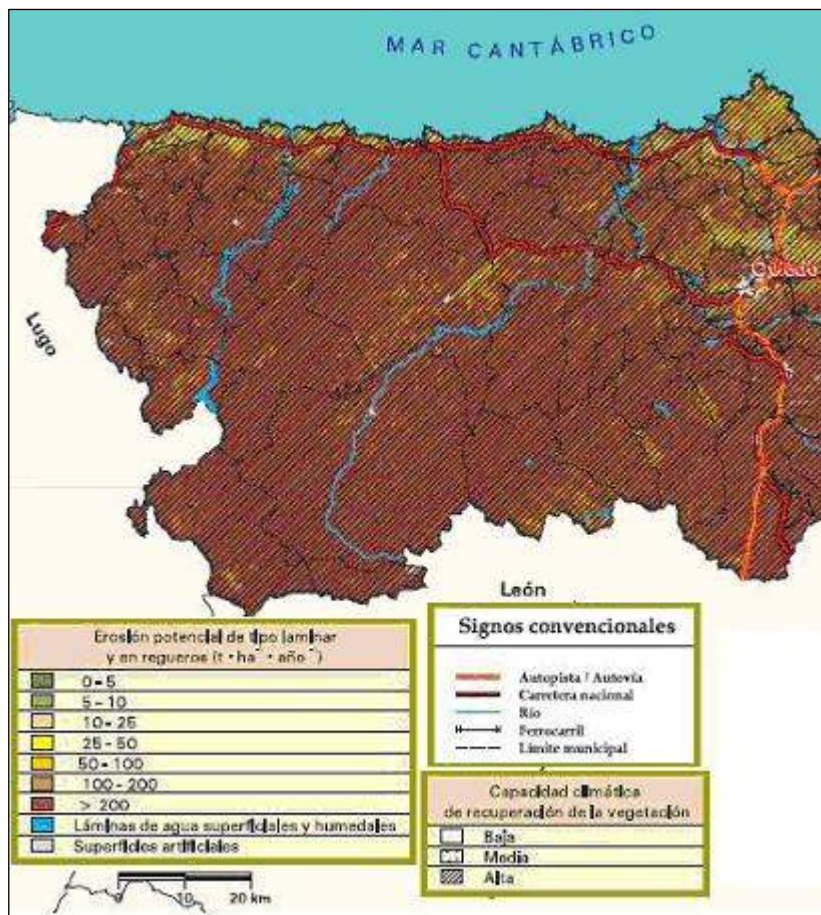 MAR CANTÁBRICO
Oviedo
Lugo
León
Erosión potencial de tipo laminar
y en regueros (t · ha⁻ · año⁻)
0 - 5
5 - 10
10 - 25
25 - 50
50 - 100
100 - 200
> 200
Láminas de agua superficiales y humedales
Superficies artificiales
Signos convencionales
Autopista / Autovía
Carretera nacional
Río
Ferrocarril
Límite municipal
Capacidad climática
de recuperación de la vegetación
Baja
Media
Alta
0 10 20 km